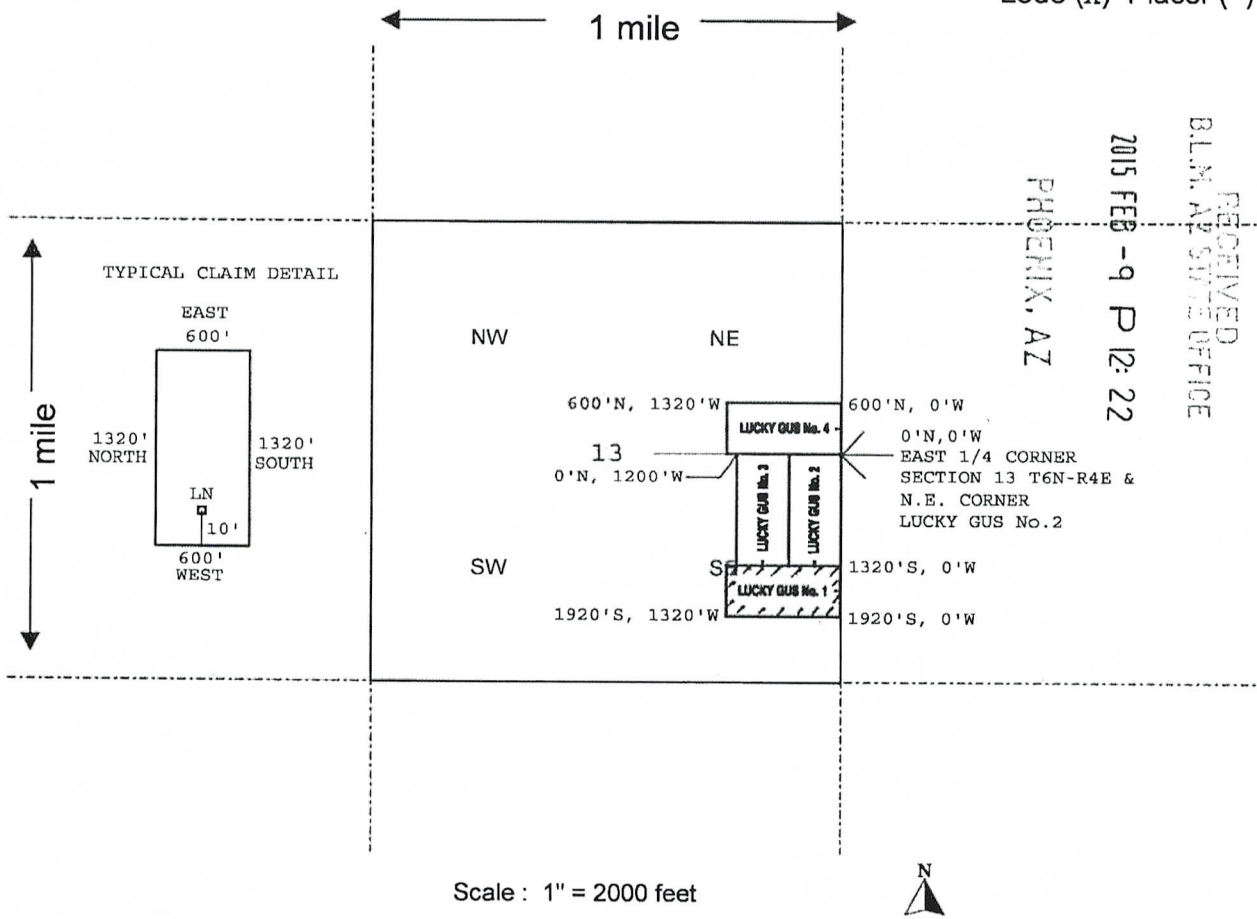 Lode (X) Placer ( )
1 mile
RECEIVED
B.L.M. AZ STATE OFFICE
2015 FEB -9 P 12: 22
PHOENIX, AZ
1 mile
TYPICAL CLAIM DETAIL
EAST
600'
1320'
NORTH
1320'
SOUTH
LN
10'
600'
WEST
NW
NE
600'N, 1320'W
600'N, 0'W
LUCKY GUS No. 4
13
0'N, 1200'W
0'N,0'W
EAST 1/4 CORNER
SECTION 13 T6N-R4E &
N.E. CORNER
LUCKY GUS No.2
LUCKY GUS No. 3
LUCKY GUS No. 2
SW
SE
1320'S, 0'W
LUCKY GUS No. 1
1920'S, 1320'W
1920'S, 0'W
Scale : 1" = 2000 feet
N